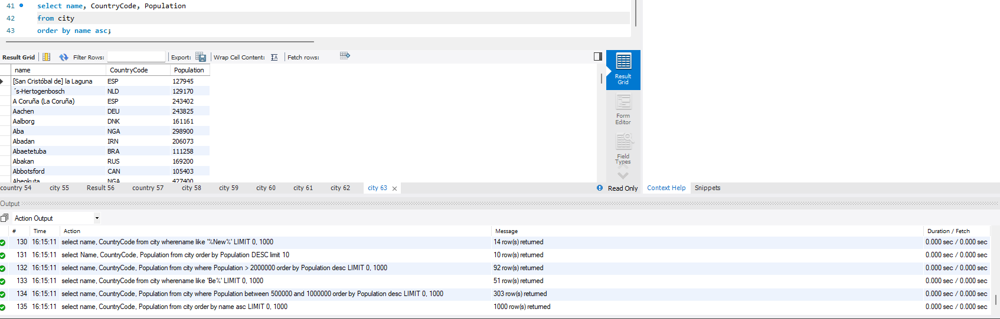 41 select name, CountryCode, Population
42 from city
43 order by name asc;
Result Grid Filter Rows: Export: Wrap Cell Content: Fetch rows:
name CountryCode Population
[San Cristóbal de] la Laguna ESP 127945
´s-Hertogenbosch NLD 129170
A Coruña (La Coruña) ESP 243402
Aachen DEU 243825
Aalborg DNK 161161
Aba NGA 298900
Abadan IRN 206073
Abaetetuba BRA 111258
Abakan RUS 169200
Abbotsford CAN 105403
Abeokuta NGA 427400
Result
Grid
Form
Editor
Field
Types
country 54 city 55 Result 56 country 57 city 58 city 59 city 60 city 61 city 62 city 63 Read Only Context Help Snippets
Output
Action Output
# Time Action Message Duration / Fetch
130 16:15:11 select name, CountryCode from city wherename like '%New%' LIMIT 0, 1000 14 row(s) returned 0.000 sec / 0.000 sec
131 16:15:11 select Name, CountryCode, Population from city order by Population DESC limit 10 10 row(s) returned 0.000 sec / 0.000 sec
132 16:15:11 select name, CountryCode, Population from city where Population > 2000000 order by Population desc LIMIT 0, 1000 92 row(s) returned 0.000 sec / 0.000 sec
133 16:15:11 select name, CountryCode from city wherename like 'Be%' LIMIT 0, 1000 51 row(s) returned 0.000 sec / 0.000 sec
134 16:15:11 select name, CountryCode, Population from city where Population between 500000 and 1000000 order by Population desc LIMIT 0, 1000 303 row(s) returned 0.000 sec / 0.000 sec
135 16:15:11 select name, CountryCode, Population from city order by name asc LIMIT 0, 1000 1000 row(s) returned 0.000 sec / 0.000 sec